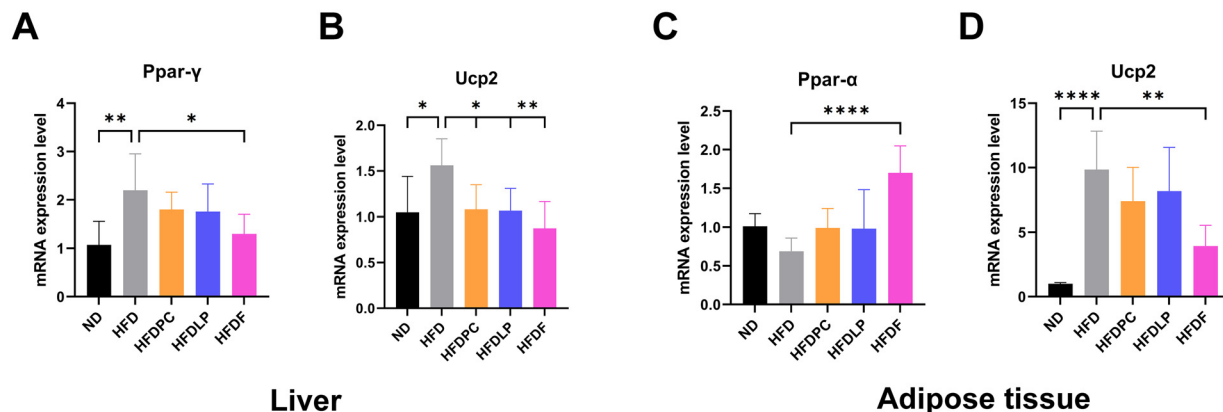 A
Ppar-γ
mRNA expression level
4
3
2
1
0
** *
ND HFD HFDPC HFDLP HFDF
B
Ucp2
mRNA expression level
2.0
1.5
1.0
0.5
0.0
* * **
ND HFD HFDPC HFDLP HFDF
Liver
C
Ppar-α
mRNA expression level
2.5
2.0
1.5
1.0
0.5
0.0
****
ND HFD HFDPC HFDLP HFDF
D
Ucp2
mRNA expression level
15
10
5
0
**** **
ND HFD HFDPC HFDLP HFDF
Adipose tissue